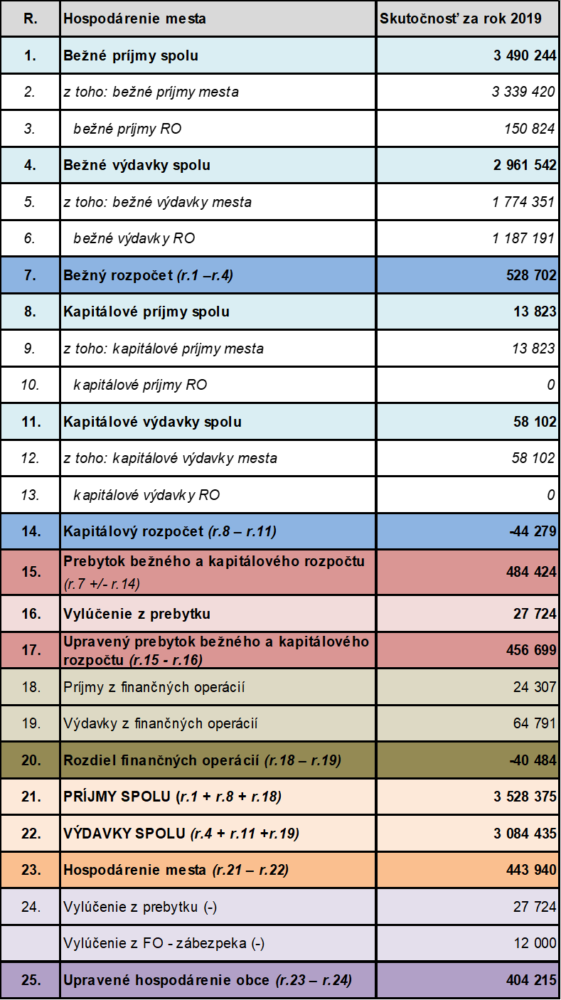 R. Hospodárenie mesta Skutočnosť za rok 2019
1. Bežné príjmy spolu 3 490 244
2. z toho: bežné príjmy mesta 3 339 420
3. bežné príjmy RO 150 824
4. Bežné výdavky spolu 2 961 542
5. z toho: bežné výdavky mesta 1 774 351
6. bežné výdavky RO 1 187 191
7. Bežný rozpočet (r.1 –r.4) 528 702
8. Kapitálové príjmy spolu 13 823
9. z toho: kapitálové príjmy mesta 13 823
10. kapitálové príjmy RO 0
11. Kapitálové výdavky spolu 58 102
12. z toho: kapitálové výdavky mesta 58 102
13. kapitálové výdavky RO 0
14. Kapitálový rozpočet (r.8 – r.11) -44 279
15. Prebytok bežného a kapitálového rozpočtu 484 424
(r.7 +/- r.14)
16. Vylúčenie z prebytku 27 724
17. Upravený prebytok bežného a kapitálového 456 699
rozpočtu (r.15 - r.16)
18. Príjmy z finančných operácií 24 307
19. Výdavky z finančných operácií 64 791
20. Rozdiel finančných operácií (r.18 – r.19) -40 484
21. PRÍJMY SPOLU (r.1 + r.8 + r.18) 3 528 375
22. VÝDAVKY SPOLU (r.4 + r.11 +r.19) 3 084 435
23. Hospodárenie mesta (r.21 – r.22) 443 940
24. Vylúčenie z prebytku (-) 27 724
Vylúčenie z FO - zábezpeka (-) 12 000
25. Upravené hospodárenie obce (r.23 – r.24) 404 215